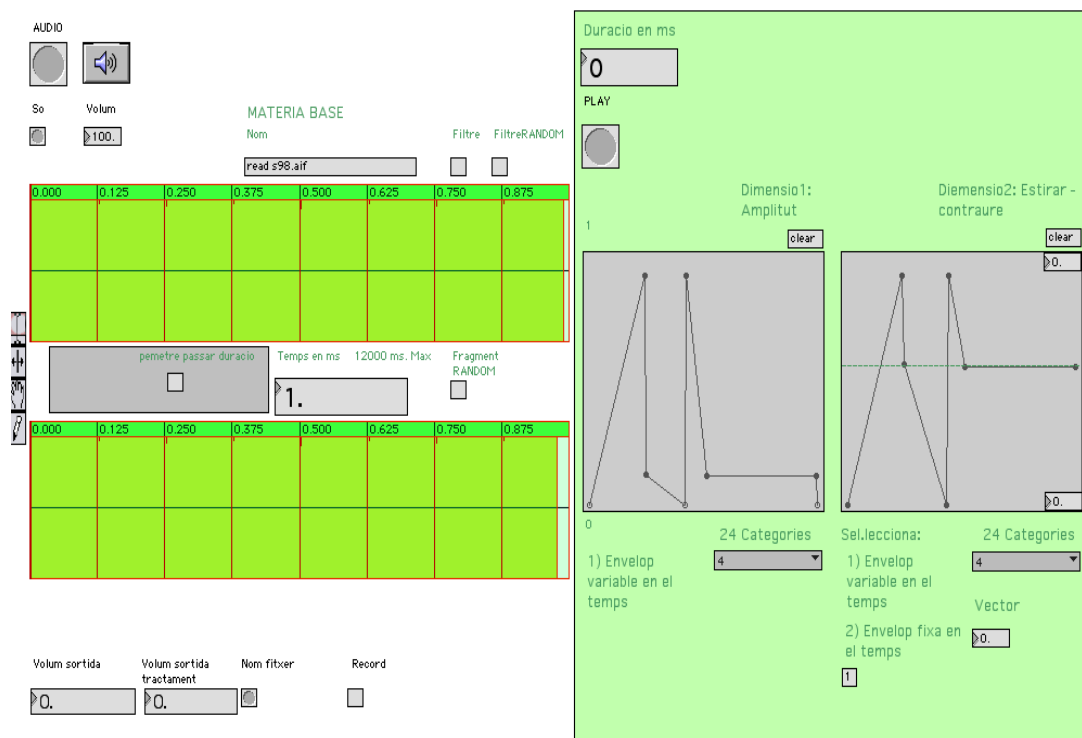 AUDIO
So
Volum
100.
MATERIA BASE
Nom
Filtre
FiltreRANDOM
read s98.aif
0.000 0.125 0.250 0.375 0.500 0.625 0.750 0.875
pemetre passar duracio
Temps en ms
12000 ms. Max
Fragment
RANDOM
1.
0.000 0.125 0.250 0.375 0.500 0.625 0.750 0.875
Volum sortida
Volum sortida
tractament
Nom fitxer
Record
0.
0.
Duracio en ms
0
PLAY
Dimensio1:
Amplitut
1
clear
0
24 Categories
1) Envelop
variable en el
temps
4
Diemensio2: Estirar -
contraure
clear
0.
0.
Sel.lecciona:
24 Categories
1) Envelop
variable en el
temps
4
Vector
2) Envelop fixa en
el temps
0.
1